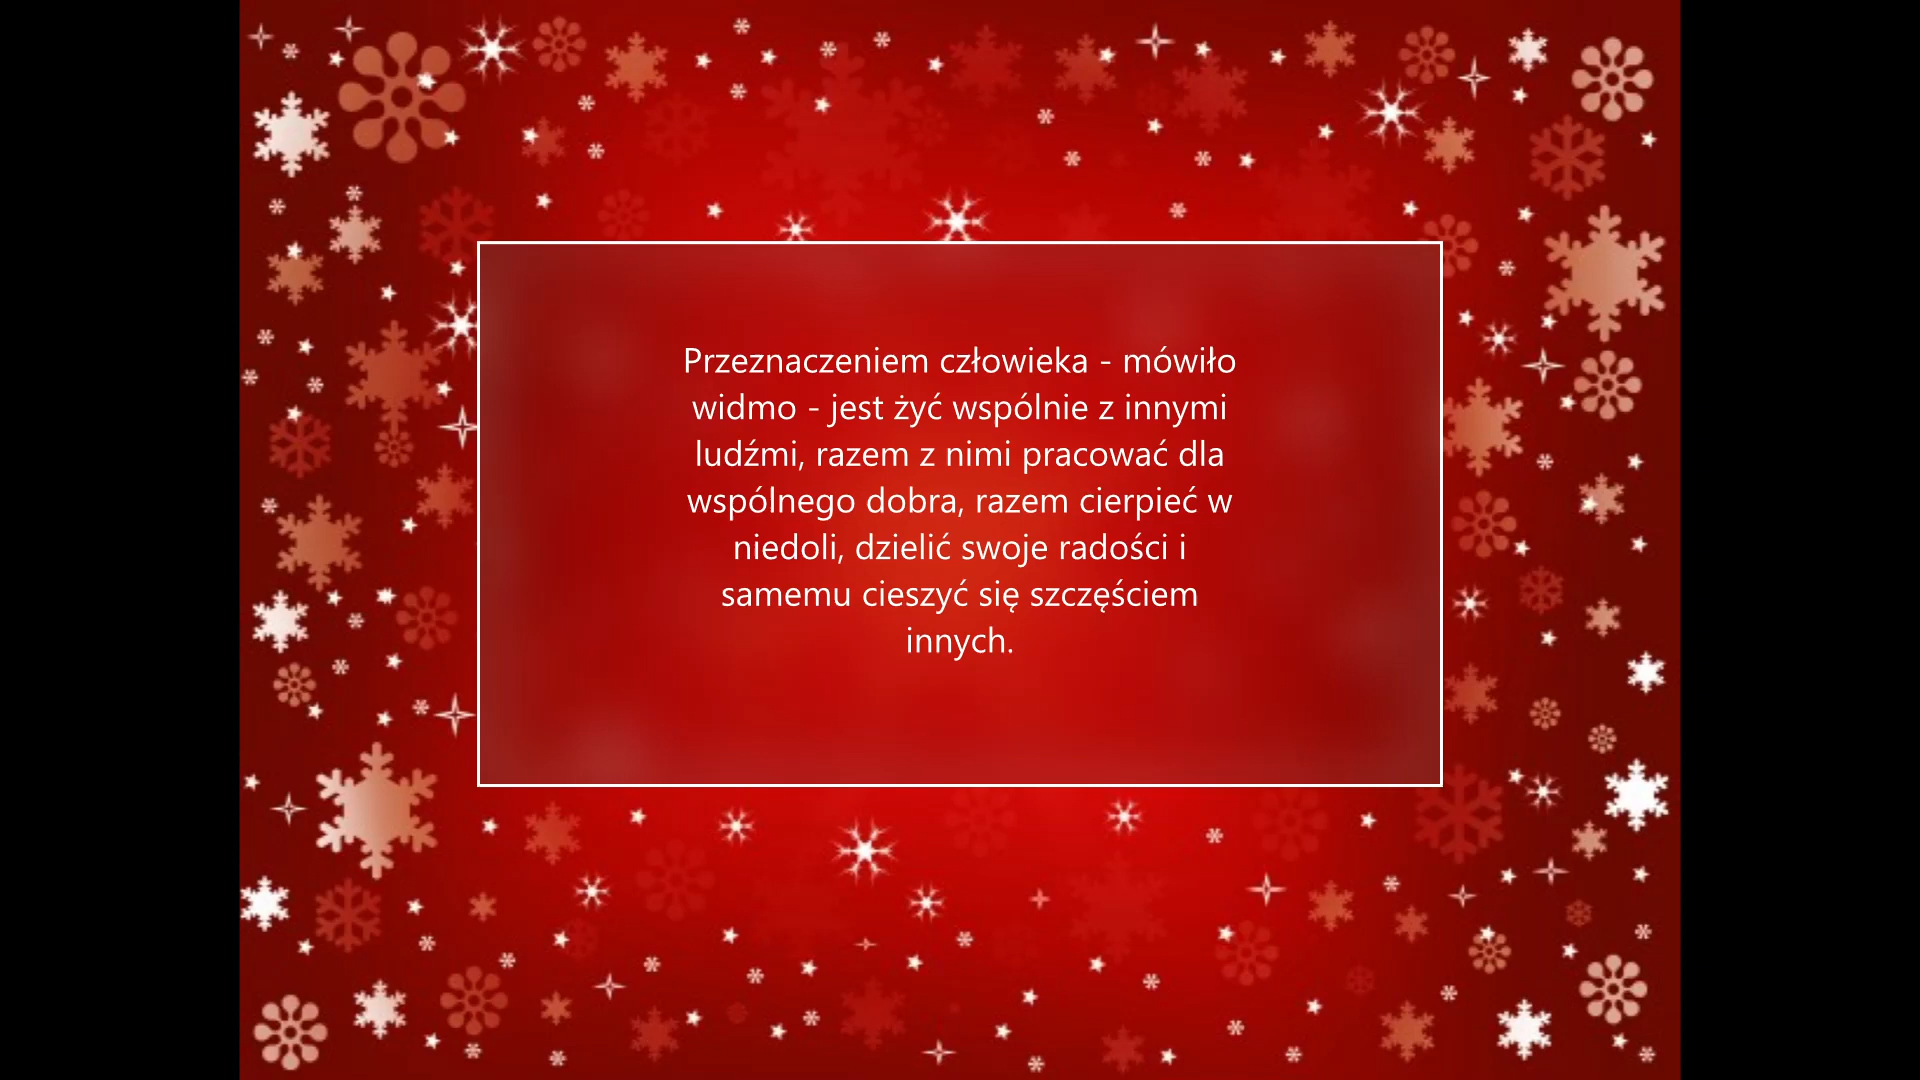 Przeznaczeniem człowieka - mówiło
widmo - jest żyć wspólnie z innymi
ludźmi, razem z nimi pracować dla
wspólnego dobra, razem cierpieć w
niedoli, dzielić swoje radości i
samemu cieszyć się szczęściem
innych.